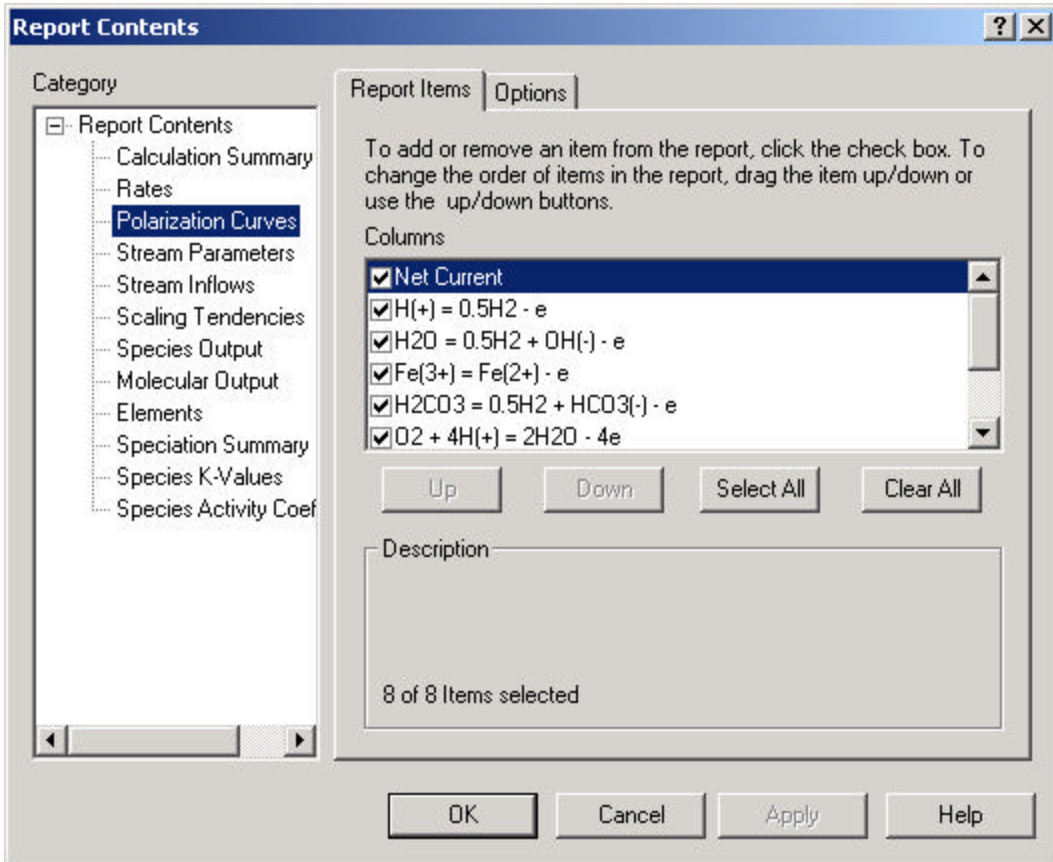 Report Contents
Category
Report Contents
Calculation Summary
Rates
Polarization Curves
Stream Parameters
Stream Inflows
Scaling Tendencies
Species Output
Molecular Output
Elements
Speciation Summary
Species K-Values
Species Activity Coef
Report Items
Options
To add or remove an item from the report, click the check box. To
change the order of items in the report, drag the item up/down or
use the up/down buttons.
Columns
Net Current
H(+) = 0.5H2 - e
H2O = 0.5H2 + OH(-) - e
Fe(3+) = Fe(2+) - e
H2CO3 = 0.5H2 + HCO3(-) - e
O2 + 4H(+) = 2H2O - 4e
Up
Down
Select All
Clear All
Description
8 of 8 Items selected
OK
Cancel
Apply
Help